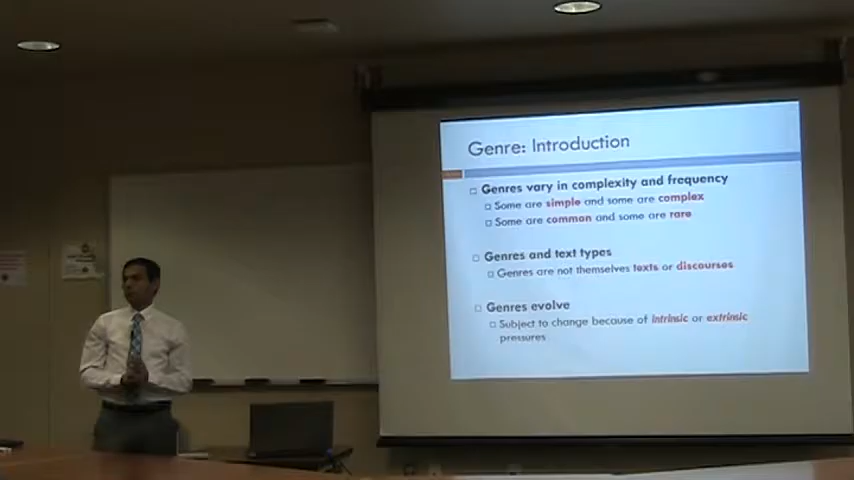 Genre: Introduction
Genres vary in complexity and frequency
Some are simple and some are complex
Some are common and some are rare
Genres and text types
Genres are not themselves texts or discourses
Genres evolve
Subject to change because of intrinsic or extrinsic
pressures